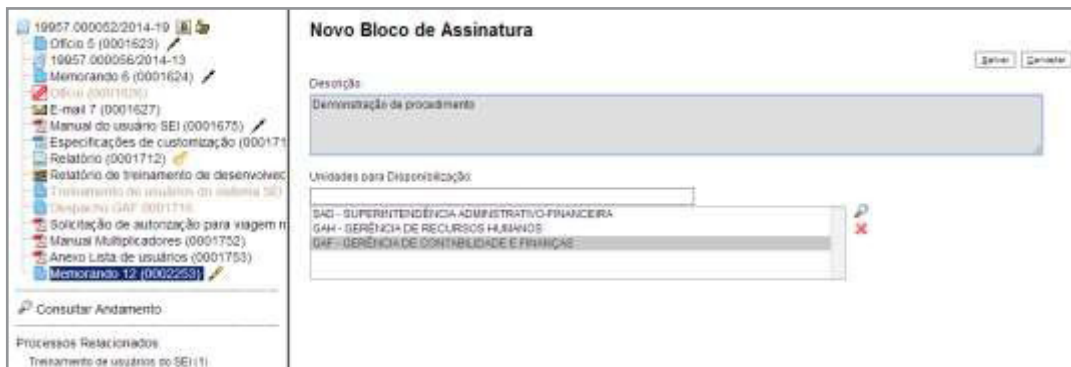 19957.000052/2014-19
Ofício 5 (0001623)
19957.000056/2014-13
Memorando 6 (0001624)
Ofício (0001626)
E-mail 7 (0001627)
Manual do usuário SEI (0001675)
Especificações de customização (000171
Relatório (0001712)
Relatório de treinamento de desenvolvec
Treinamento de usuários do sistema SEI
Despacho GAF 0001716
Solicitação de autorização para viagem n
Manual Multiplicadores (0001752)
Anexo Lista de usuários (0001753)
Memorando 12 (0002253)
Consultar Andamento
Processos Relacionados
Treinamento de usuários do SEI (1)
Novo Bloco de Assinatura
Salvar Cancelar
Descrição
Demonstração de procedimento
Unidades para Disponibilização
SAD - SUPERINTENDÊNCIA ADMINISTRATIVO-FINANCEIRA
GAH - GERÊNCIA DE RECURSOS HUMANOS
GAF - GERÊNCIA DE CONTABILIDADE E FINANÇAS